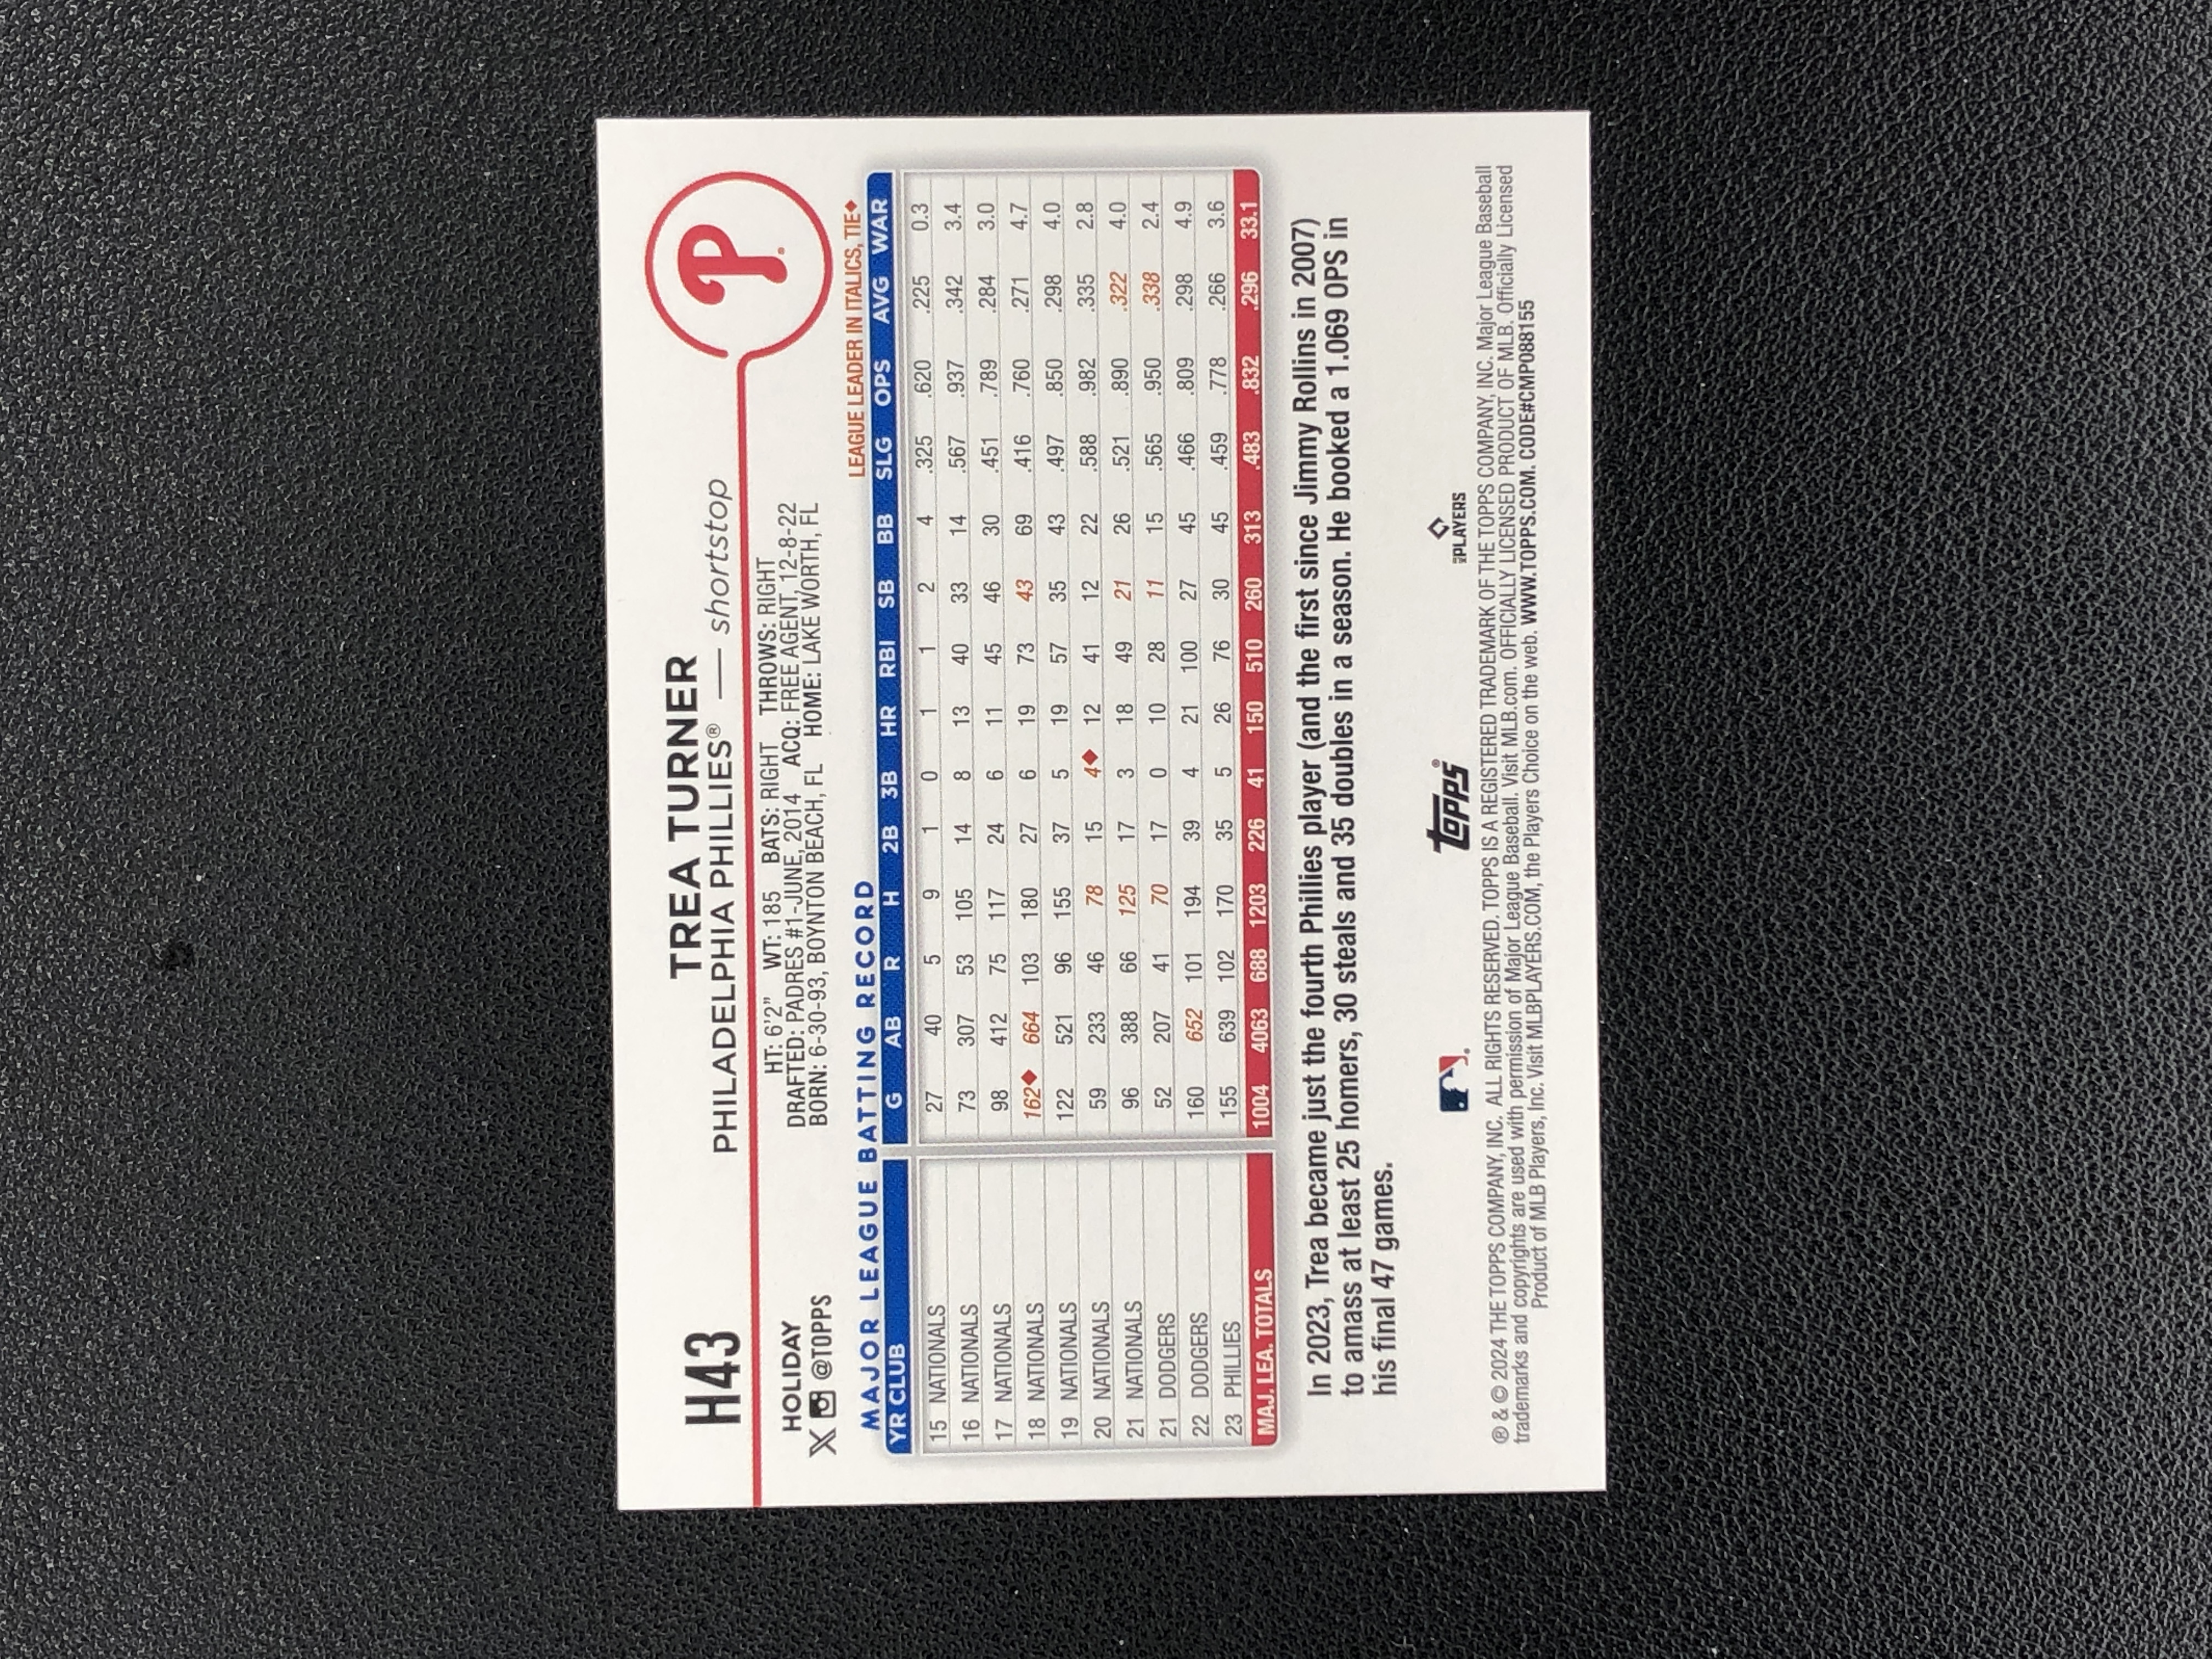 H43
TREA TURNER
PHILADELPHIA PHILLIES® — shortstop
P
HOLIDAY
X @TOPPS
HT: 6'2" WT: 185 BATS: RIGHT THROWS: RIGHT
DRAFTED: PADRES #1-JUNE, 2014 ACQ: FREE AGENT, 12-8-22
BORN: 6-30-93, BOYNTON BEACH, FL HOME: LAKE WORTH, FL
MAJOR LEAGUE BATTING RECORD LEAGUE LEADER IN ITALICS, TIE◆
YR CLUB G AB R H 2B 3B HR RBI SB BB SLG OPS AVG WAR
15 NATIONALS 27 40 5 9 1 0 1 1 2 4 .325 .620 .225 0.3
16 NATIONALS 73 307 53 105 14 8 13 40 33 14 .567 .937 .342 3.4
17 NATIONALS 98 412 75 117 24 6 11 45 46 30 .451 .789 .284 3.0
18 NATIONALS 162◆ 664 103 180 27 6 19 73 43 69 .416 .760 .271 4.7
19 NATIONALS 122 521 96 155 37 5 19 57 35 43 .497 .850 .298 4.0
20 NATIONALS 59 233 46 78 15 4◆ 12 41 12 22 .588 .982 .335 2.8
21 NATIONALS 96 388 66 125 17 3 18 49 21 26 .521 .890 .322 4.0
21 DODGERS 52 207 41 70 17 0 10 28 11 15 .565 .950 .338 2.4
22 DODGERS 160 652 101 194 39 4 21 100 27 45 .466 .809 .298 4.9
23 PHILLIES 155 639 102 170 35 5 26 76 30 45 .459 .778 .266 3.6
MAJ. LEA. TOTALS 1004 4063 688 1203 226 41 150 510 260 313 .483 .832 .296 33.1
In 2023, Trea became just the fourth Phillies player (and the first since Jimmy Rollins in 2007)
to amass at least 25 homers, 30 steals and 35 doubles in a season. He booked a 1.069 OPS in
his final 47 games.
topps®
PLAYERS
® & © 2024 THE TOPPS COMPANY, INC. ALL RIGHTS RESERVED. TOPPS IS A REGISTERED TRADEMARK OF THE TOPPS COMPANY, INC. Major League Baseball
trademarks and copyrights are used with permission of Major League Baseball. Visit MLB.com. OFFICIALLY LICENSED PRODUCT OF MLB. Officially Licensed
Product of MLB Players, Inc. Visit MLBPLAYERS.COM, the Players Choice on the web. WWW.TOPPS.COM. CODE#CMP088155